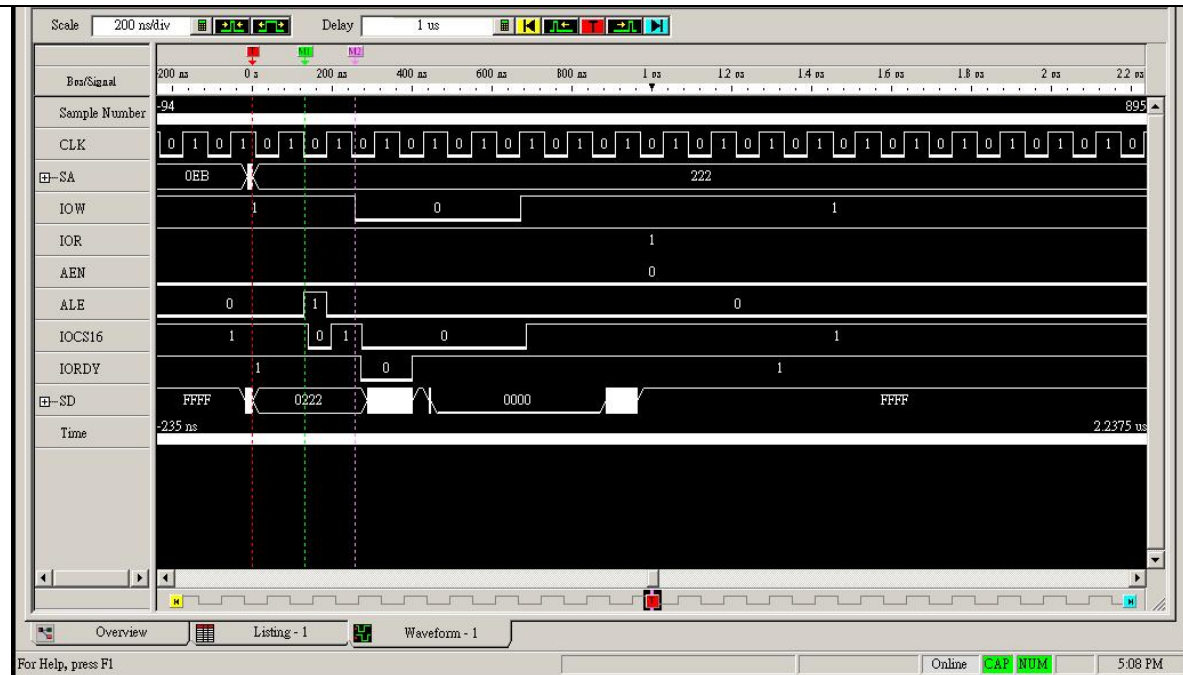 Scale 200 ns/div Delay 1 us
T M1 M2
Bus/Signal -200 ns 0 s 200 ns 400 ns 600 ns 800 ns 1 us 1.2 us 1.4 us 1.6 us 1.8 us 2 us 2.2 us
Sample Number -94 895
CLK 0 1 0 1 0 1 0 1 0 1 0 1 0 1 0 1 0 1 0 1 0 1 0 1 0 1 0 1 0 1 0 1 0 1 0 1 0 1 0 1 0
SA 0EB 222
IOW 1 0 1
IOR 1
AEN 0
ALE 0 1 0
IOCS16 1 0 1 0 1
IORDY 1 0 1
SD FFFF 0222 0000 FFFF
Time -235 ns 2.2375 us
Overview Listing - 1 Waveform - 1
For Help, press F1 Online CAP NUM 5:08 PM